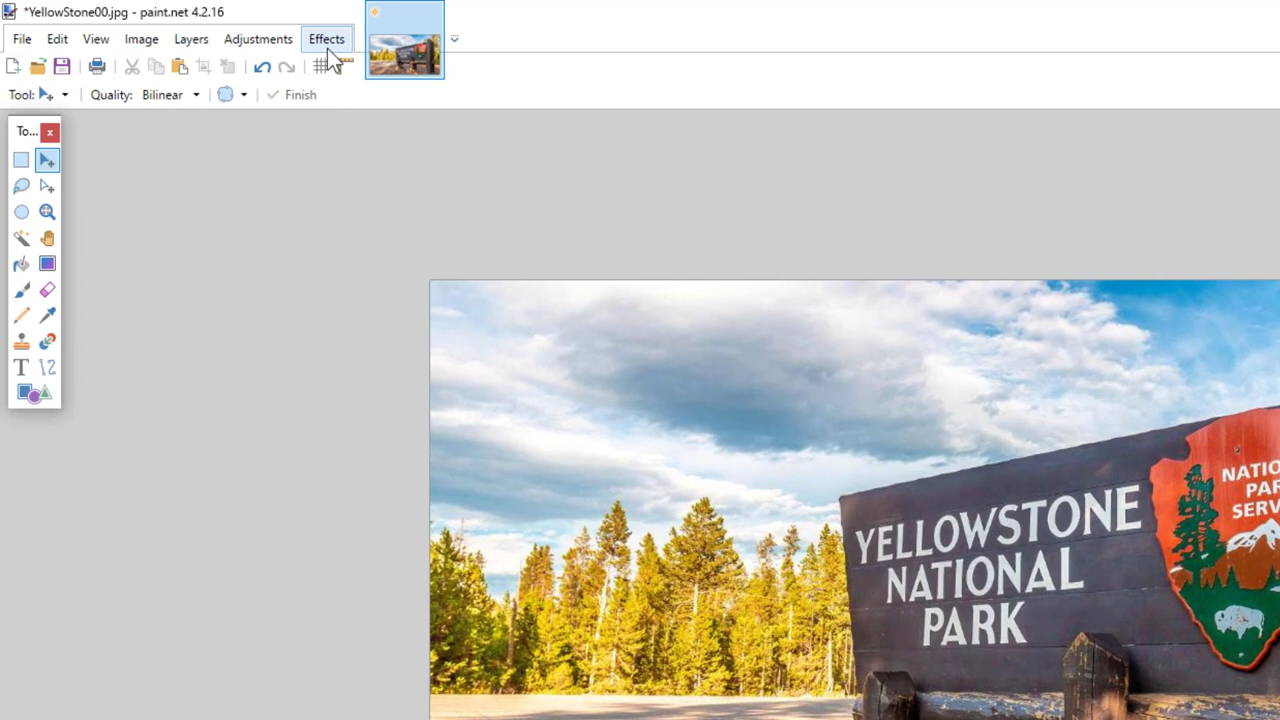 *YellowStone00.jpg - paint.net 4.2.16
File Edit View Image Layers Adjustments Effects
Tool: Quality: Bilinear Finish
To... x
T
YELLOWSTONE
NATIONAL
PARK
NATIO
PAR
SERV